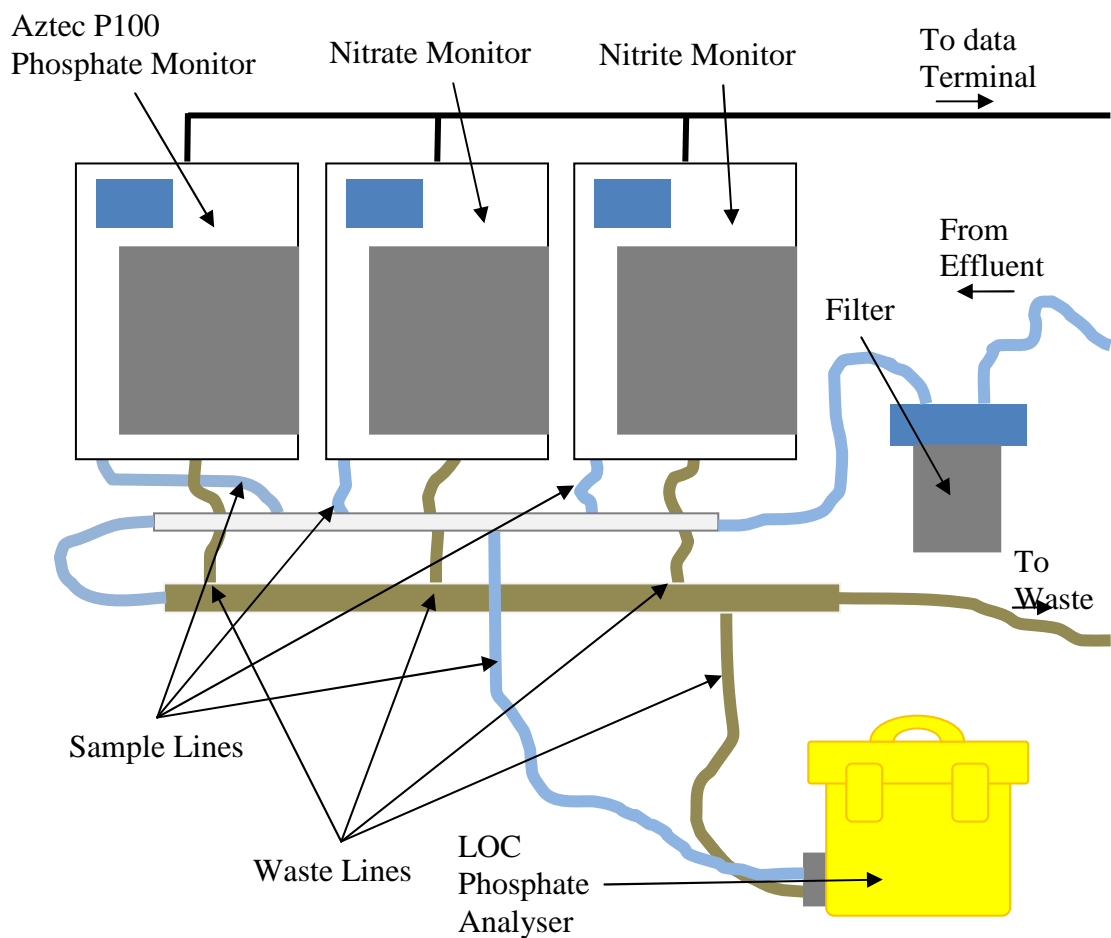 Aztec P100
Phosphate Monitor
Nitrate Monitor
Nitrite Monitor
To data
Terminal
From
Effluent
Filter
To
Waste
Sample Lines
Waste Lines
LOC
Phosphate
Analyser